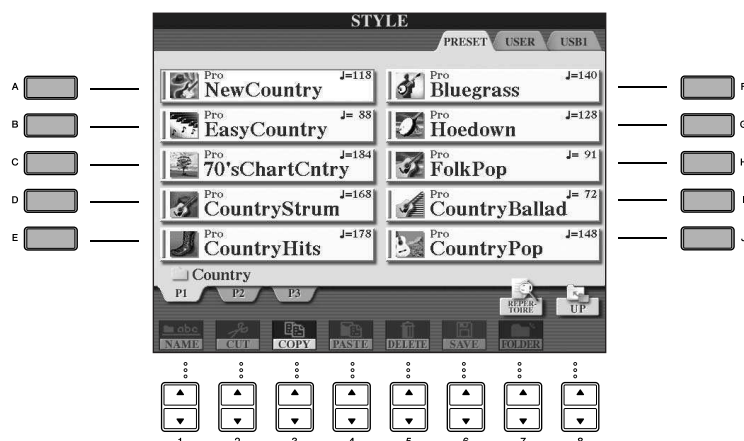 STYLE
PRESET USER USB1
A
Pro ♩=118
NewCountry
Pro ♩=140
Bluegrass
F
B
Pro ♩= 88
EasyCountry
Pro ♩=128
Hoedown
G
C
Pro ♩=184
70'sChartCntry
Pro ♩= 91
FolkPop
H
D
Pro ♩=168
CountryStrum
Pro ♩= 72
CountryBallad
I
E
Pro ♩=178
CountryHits
Pro ♩=148
CountryPop
J
Country
P1 P2 P3
REPER-
TOIRE
UP
abc
NAME CUT COPY PASTE DELETE SAVE FOLDER
1 2 3 4 5 6 7 8